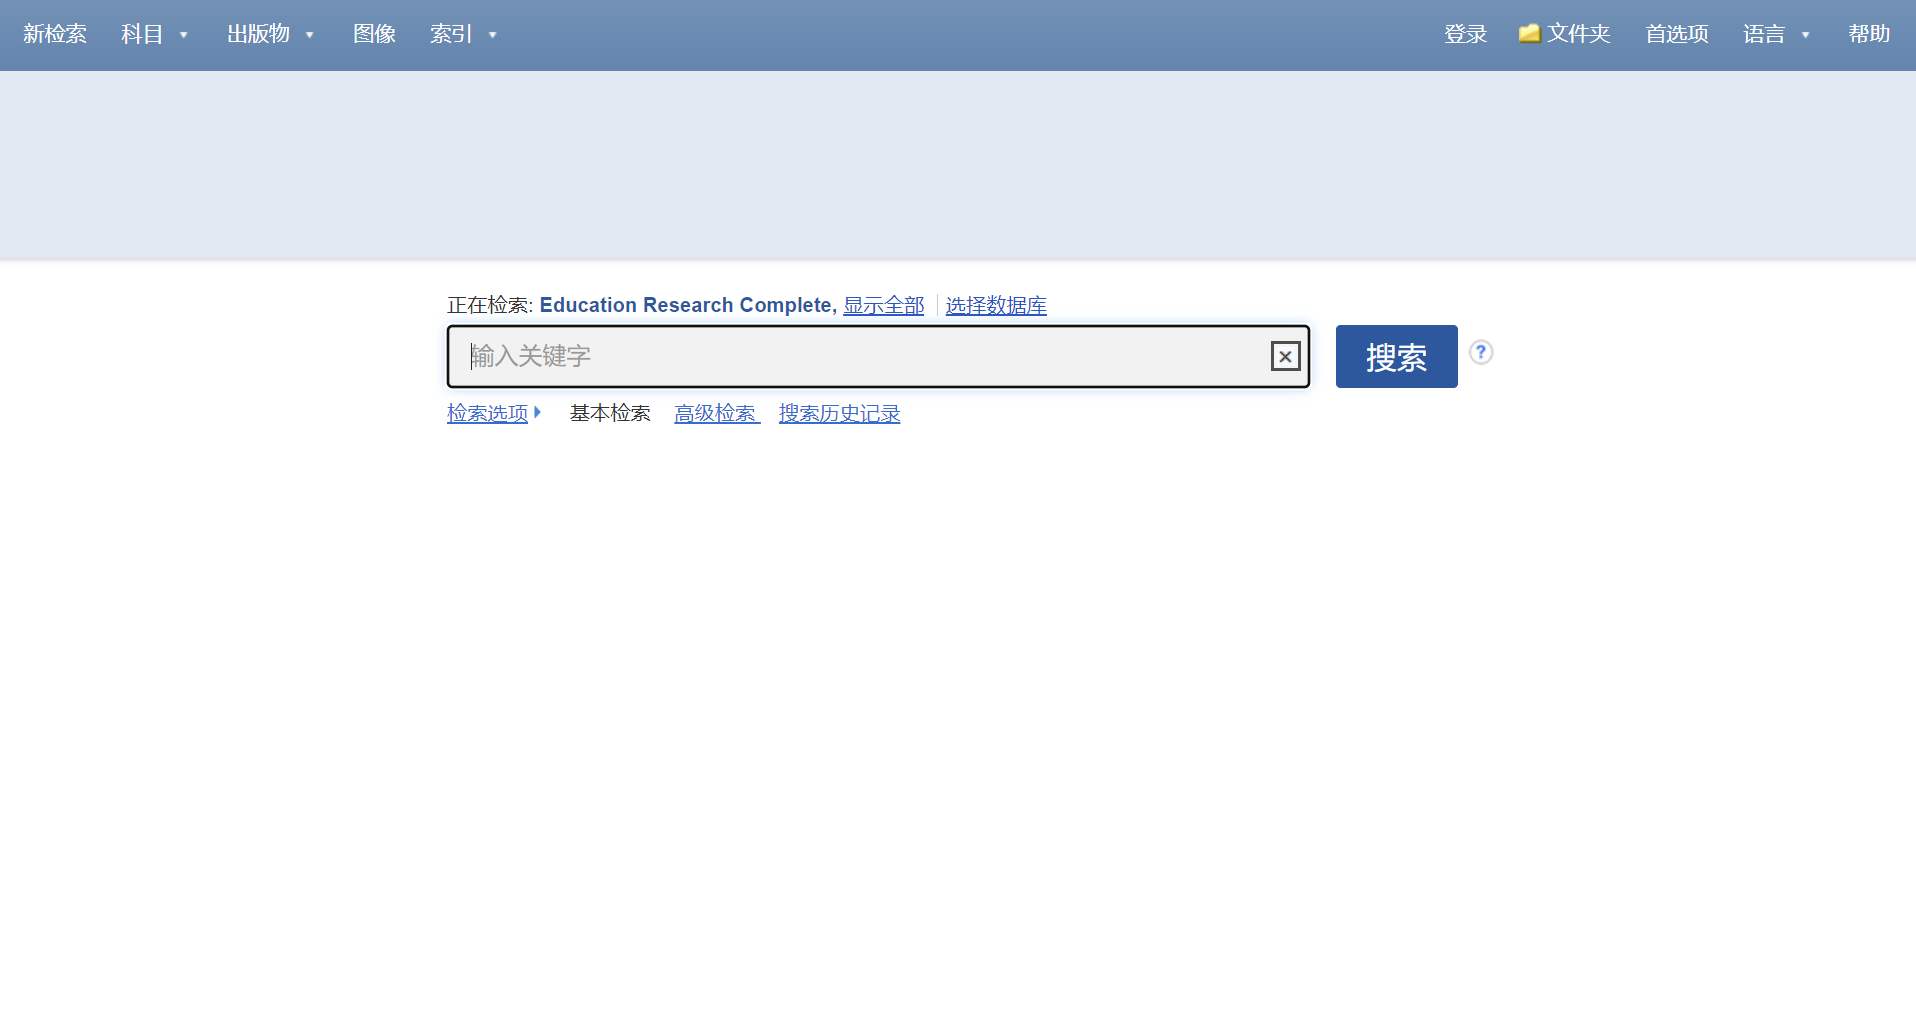 新检索 科目 出版物 图像 索引 登录 文件夹 首选项 语言 帮助
正在检索: Education Research Complete, 显示全部 选择数据库
输入关键字 搜索 ?
检索选项 基本检索 高级检索 搜索历史记录